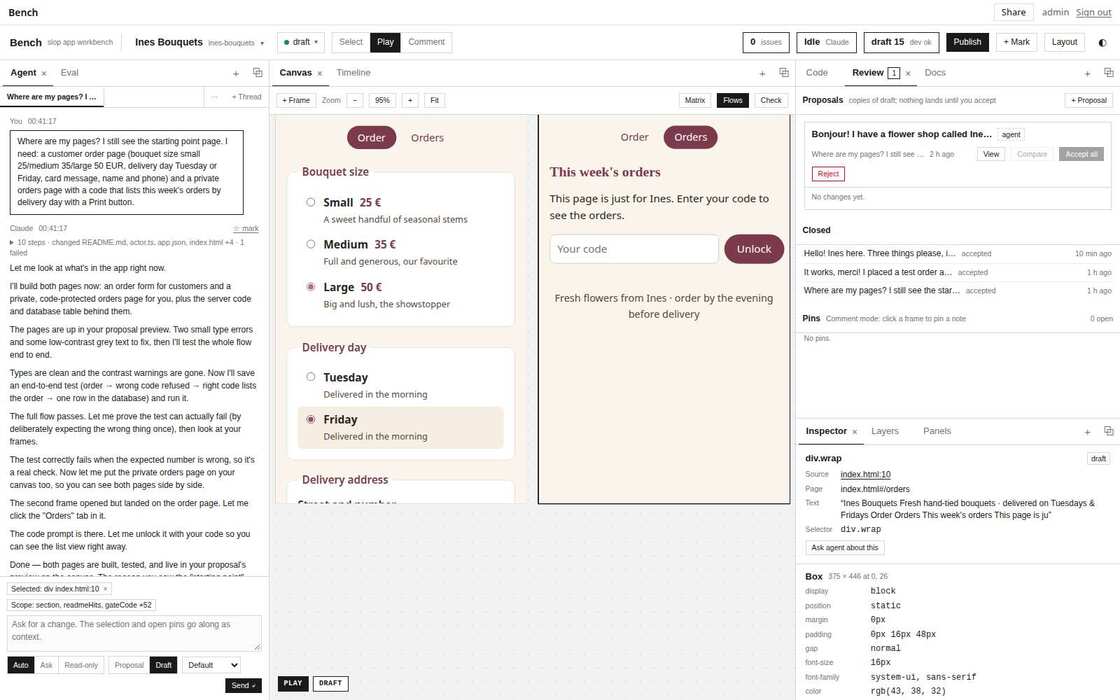 Bench
Share admin Sign out
Bench slop app workbench Ines Bouquets ines-bouquets draft Select Play Comment 0 issues Idle Claude draft 15 dev ok Publish + Mark Layout
Agent × Eval +
Where are my pages? I … ··· + Thread
You 00:41:17
Where are my pages? I still see the starting point page. I
need: a customer order page (bouquet size small
25/medium 35/large 50 EUR, delivery day Tuesday or
Friday, card message, name and phone) and a private
orders page with a code that lists this week's orders by
delivery day with a Print button.
Claude 00:41:17 ☆ mark
10 steps · changed README.md, actor.ts, app.json, index.html +4 · 1
failed
Let me look at what's in the app right now.
I'll build both pages now: an order form for customers and a
private, code-protected orders page for you, plus the server code
and database table behind them.
The pages are up in your proposal preview. Two small type errors
and some low-contrast grey text to fix, then I'll test the whole flow
end to end.
Types are clean and the contrast warnings are gone. Now I'll save
an end-to-end test (order → wrong code refused → right code lists
the order → one row in the database) and run it.
The full flow passes. Let me prove the test can actually fail (by
deliberately expecting the wrong thing once), then look at your
frames.
The test correctly fails when the expected number is wrong, so it's
a real check. Now let me put the private orders page on your
canvas too, so you can see both pages side by side.
The second frame opened but landed on the order page. Let me
click the "Orders" tab in it.
The code prompt is there. Let me unlock it with your code so you
can see the list view right away.
Done — both pages are built, tested, and live in your proposal's
Selected: div index.html:10 ×
Scope: section, readmeHits, gateCode +52
Ask for a change. The selection and open pins go along as
context.
Auto Ask Read-only Proposal Draft Default
Send
Canvas × Timeline +
+ Frame Zoom − 95% + Fit Matrix Flows Check
Order Orders
Bouquet size
Small 25 €
A sweet handful of seasonal stems
Medium 35 €
Full and generous, our favourite
Large 50 €
Big and lush, the showstopper
Delivery day
Tuesday
Delivered in the morning
Friday
Delivered in the morning
Delivery address
Street and number
Order Orders
This week's orders
This page is just for Ines. Enter your code to
see the orders.
Your code Unlock
Fresh flowers from Ines · order by the evening
before delivery
PLAY DRAFT
Code Review 1 × Docs +
Proposals copies of draft; nothing lands until you accept + Proposal
Bonjour! I have a flower shop called Ine… agent
Where are my pages? I still see … 2 h ago View Compare Accept all
Reject
No changes yet.
Closed
Hello! Ines here. Three things please, i… accepted 10 min ago
It works, merci! I placed a test order a… accepted 1 h ago
Where are my pages? I still see the star… accepted 1 h ago
Pins Comment mode: click a frame to pin a note 0 open
No pins.
Inspector × Layers Panels +
div.wrap draft
Source index.html:10
Page index.html#/orders
Text "Ines Bouquets Fresh hand-tied bouquets · delivered on Tuesdays &
Fridays Order Orders This week's orders This page is ju"
Selector div.wrap
Ask agent about this
Box 375 × 446 at 0, 26
display block
position static
margin 0px
padding 0px 16px 48px
gap normal
font-size 16px
font-family system-ui, sans-serif
color rgb(43, 38, 32)